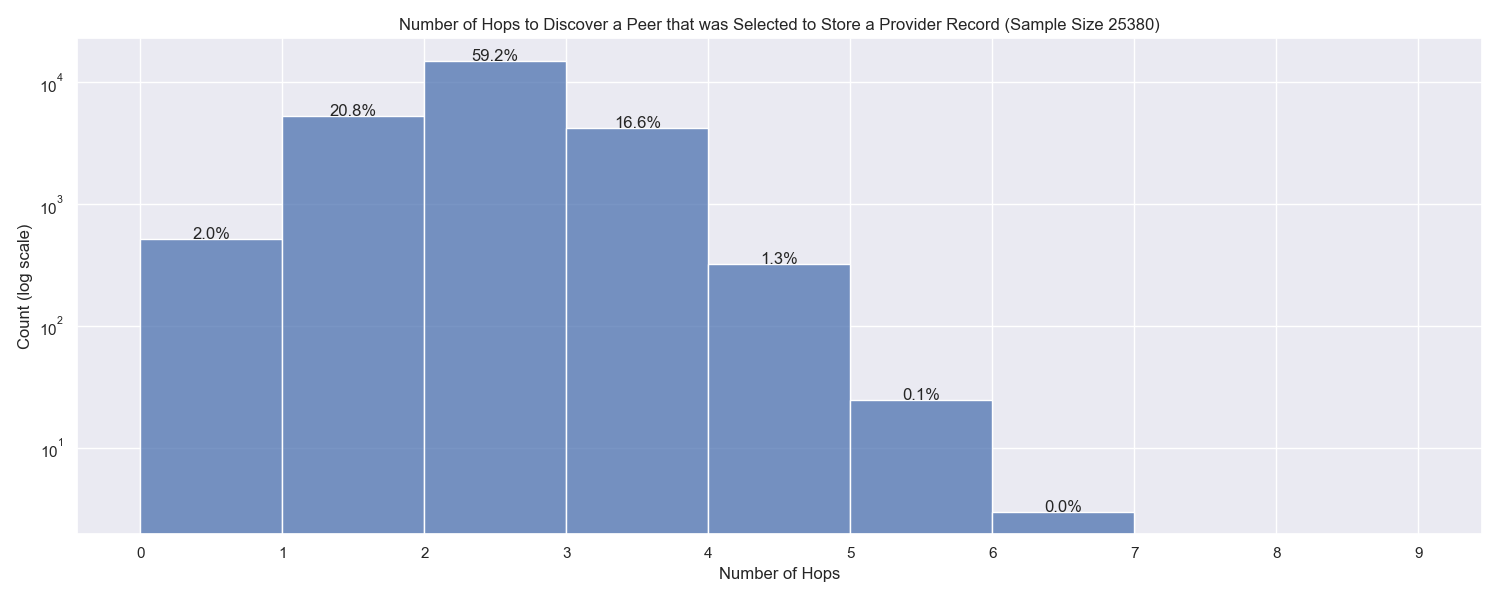 Number of Hops to Discover a Peer that was Selected to Store a Provider Record (Sample Size 25380)
59.2%
10^4
20.8%
16.6%
10^3
2.0%
1.3%
10^2
0.1%
10^1
0.0%
Count (log scale)
0 1 2 3 4 5 6 7 8 9
Number of Hops